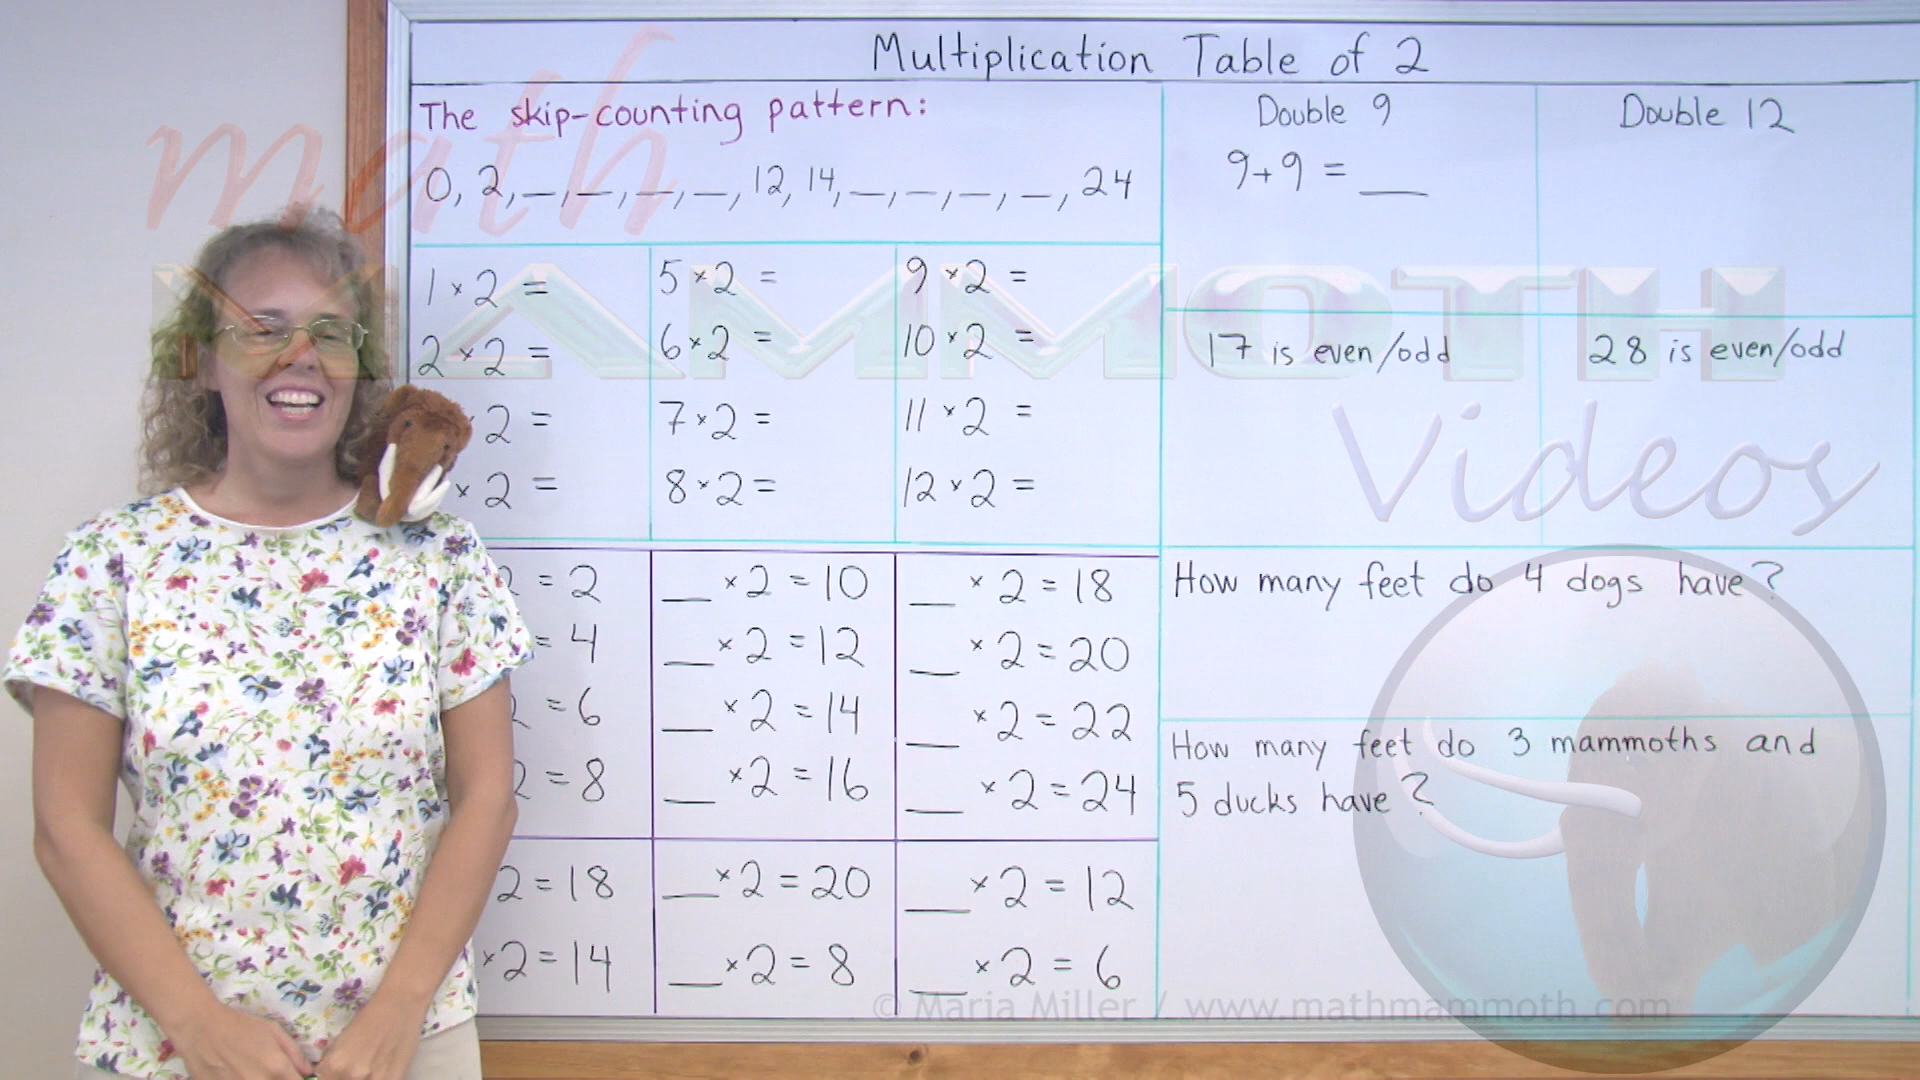 Multiplication Table of 2
The skip-counting pattern:
0, 2, __, __, __, __, 12, 14, __, __, __, __, 24
1 × 2 =
2 × 2 =
2 =
× 2 =
5 × 2 =
6 × 2 =
7 × 2 =
8 × 2 =
9 × 2 =
10 × 2 =
11 × 2 =
12 × 2 =
2 = 2
= 4
2 = 6
2 = 8
__ × 2 = 10
__ × 2 = 12
__ × 2 = 14
__ × 2 = 16
__ × 2 = 18
__ × 2 = 20
__ × 2 = 22
__ × 2 = 24
2 = 18
× 2 = 14
__ × 2 = 20
__ × 2 = 8
__ × 2 = 12
__ × 2 = 6
Double 9
9 + 9 = __
Double 12
17 is even/odd
28 is even/odd
How many feet do 4 dogs have?
How many feet do 3 mammoths and
5 ducks have?
math
MAMMOTH
Videos
© Maria Miller / www.mathmammoth.com